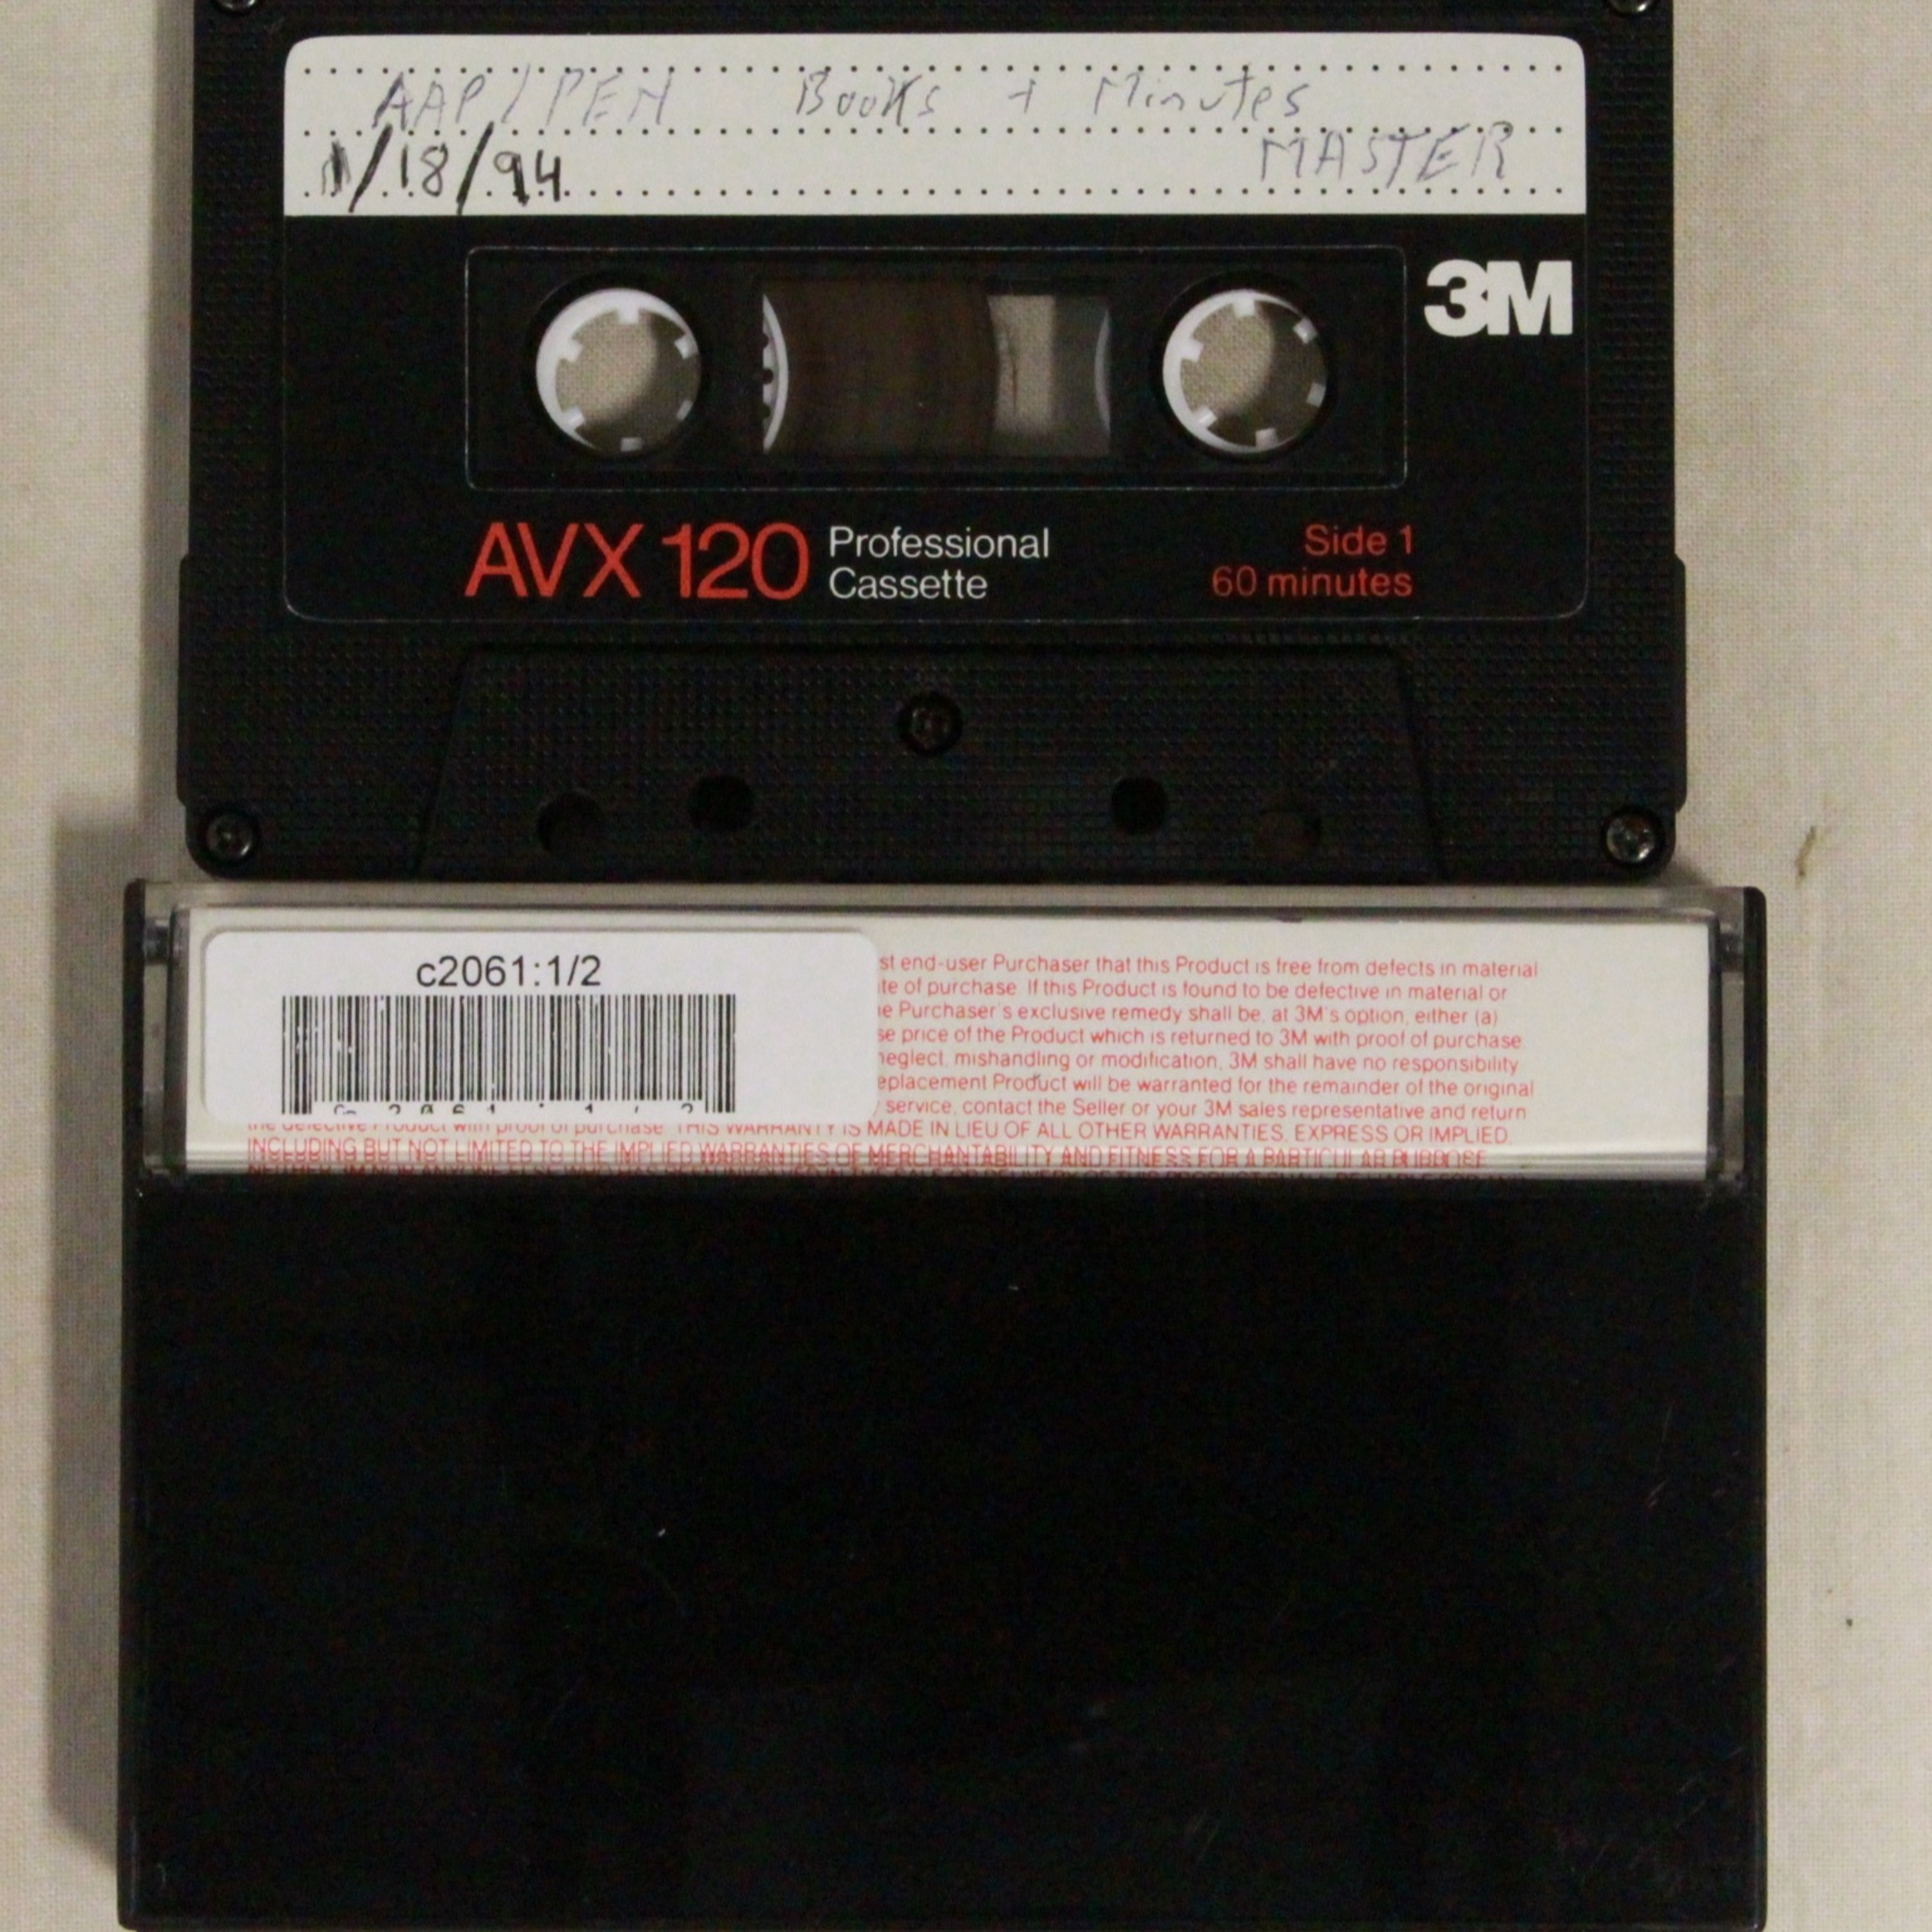 AAP/PEN Books + Minutes
1/18/94 MASTER
3M
AVX 120 Professional Cassette
Side 1
60 minutes
c2061:1/2
st end-user Purchaser that this Product is free from defects in material
te of purchase. If this Product is found to be defective in material or
e Purchaser's exclusive remedy shall be, at 3M's option, either (a)
se price of the Product which is returned to 3M with proof of purchase
neglect, mishandling or modification, 3M shall have no responsibility
eplacement Product will be warranted for the remainder of the original
service, contact the Seller or your 3M sales representative and return
the defective Product with proof of purchase. THIS WARRANTY IS MADE IN LIEU OF ALL OTHER WARRANTIES, EXPRESS OR IMPLIED,
INCLUDING BUT NOT LIMITED TO THE IMPLIED WARRANTIES OF MERCHANTABILITY AND FITNESS FOR A PARTICULAR PURPOSE